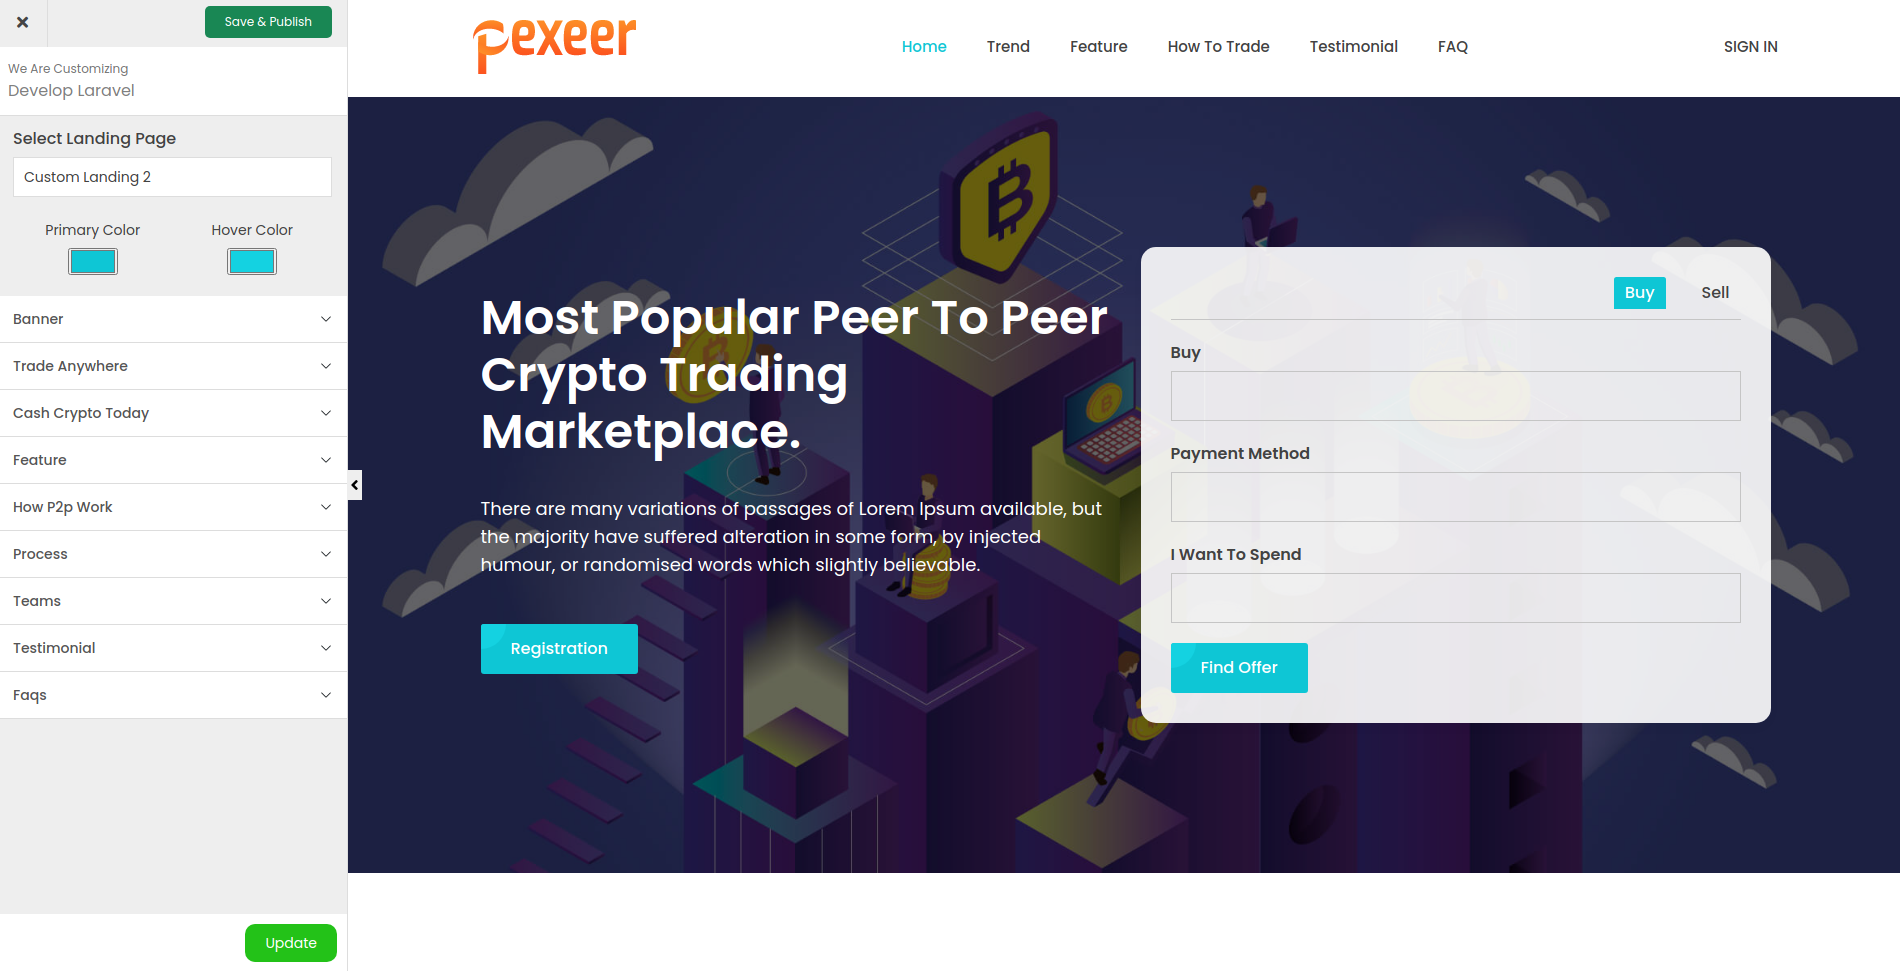 Save & Publish
We Are Customizing
Develop Laravel
Select Landing Page
Custom Landing 2
Primary Color
Hover Color
Banner
Trade Anywhere
Cash Crypto Today
Feature
How P2p Work
Process
Teams
Testimonial
Faqs
Update
pexeer
Home
Trend
Feature
How To Trade
Testimonial
FAQ
SIGN IN
Most Popular Peer To Peer
Crypto Trading
Marketplace.
There are many variations of passages of Lorem Ipsum available, but
the majority have suffered alteration in some form, by injected
humour, or randomised words which slightly believable.
Registration
Buy
Sell
Buy
Payment Method
I Want To Spend
Find Offer